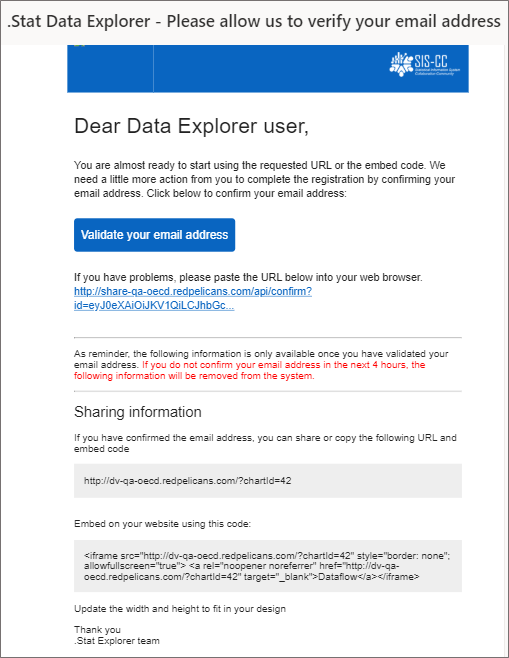 .Stat Data Explorer - Please allow us to verify your email address
SIS-CC
Statistical Information System
Collaboration Community
Dear Data Explorer user,
You are almost ready to start using the requested URL or the embed code. We
need a little more action from you to complete the registration by confirming your
email address. Click below to confirm your email address:
Validate your email address
If you have problems, please paste the URL below into your web browser.
http://share-qa-oecd.redpelicans.com/api/confirm?
id=eyJ0eXAiOiJKV1QiLCJhbGc...
As reminder, the following information is only available once you have validated your
email address. If you do not confirm your email address in the next 4 hours, the
following information will be removed from the system.
Sharing information
If you have confirmed the email address, you can share or copy the following URL and
embed code
http://dv-qa-oecd.redpelicans.com/?chartId=42
Embed on your website using this code:
<iframe src="http://dv-qa-oecd.redpelicans.com/?chartId=42" style="border: none";
allowfullscreen="true"> <a rel="noopener noreferrer" href="http://dv-qa-
oecd.redpelicans.com/?chartId=42" target="_blank">Dataflow</a></iframe>
Update the width and height to fit in your design
Thank you
.Stat Explorer team